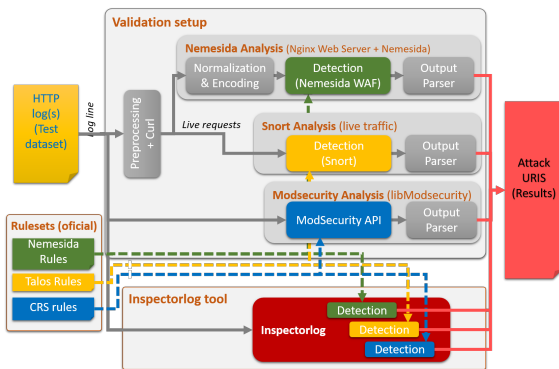 Validation setup
Nemesida Analysis (Nginx Web Server + Nemesida)
HTTP
log(s)
(Test
dataset)
Log line
Preprocessing
+ Curl
Normalization
& Encoding
Detection
(Nemesida WAF)
Output
Parser
Live requests
Snort Analysis (live traffic)
Detection
(Snort)
Output
Parser
Modsecurity Analysis (libModsecurity)
ModSecurity API
Output
Parser
Attack
URIS
(Results)
Rulesets (oficial)
Nemesida
Rules
Talos Rules
CRS rules
Inspectorlog tool
Inspectorlog
Detection
Detection
Detection